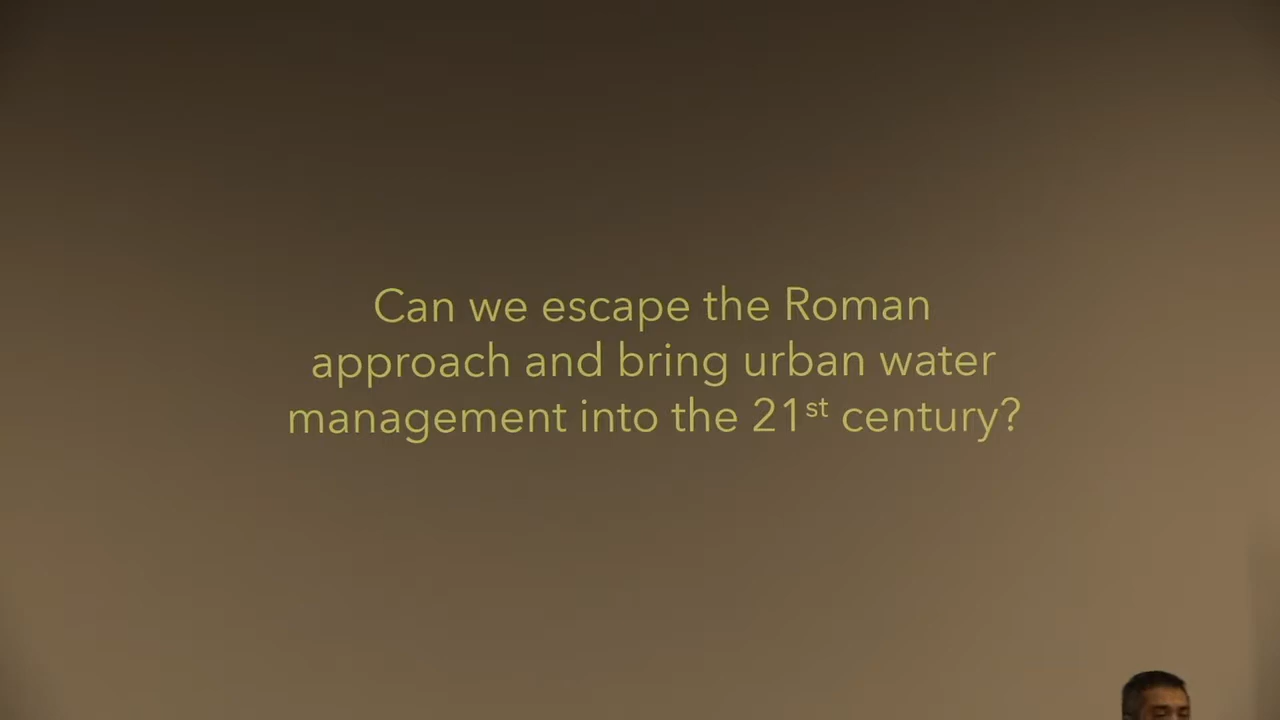 Can we escape the Roman
approach and bring urban water
management into the 21st century?